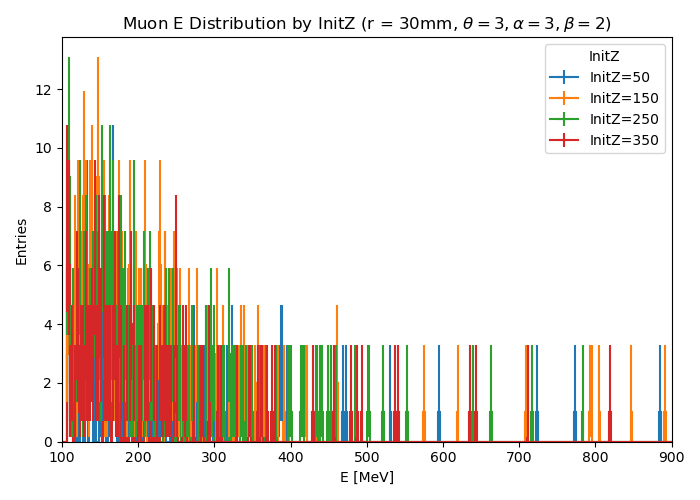 Muon E Distribution by InitZ (r = 30mm, θ = 3, α = 3, β = 2)
InitZ
InitZ=50
InitZ=150
InitZ=250
InitZ=350
Entries
12
10
8
6
4
2
0
100 200 300 400 500 600 700 800 900
E [MeV]